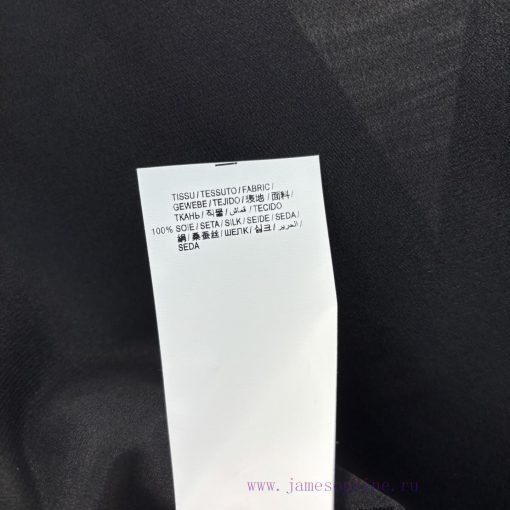 TISSU / TESSUTO / FABRIC /
GEWEBE / TEJIDO / 表地 / 面料 /
ТКАНЬ / 직물 / قماش / TECIDO
100% SOIE / SETA / SILK / SEIDE / SEDA /
絹 / 桑蚕丝 / ШЕЛК / 실크 / الحرير /
SEDA
www.jamesonline.ru